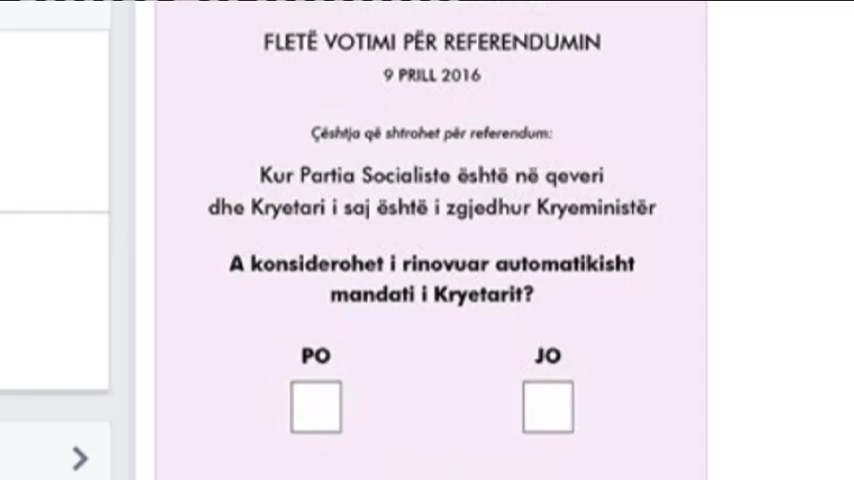 FLETË VOTIMI PËR REFERENDUMIN
9 PRILL 2016
Çështja që shtrohet për referendum:
Kur Partia Socialiste është në qeveri
dhe Kryetari i saj është i zgjedhur Kryeministër
A konsiderohet i rinovuar automatikisht
mandati i Kryetarit?
PO JO